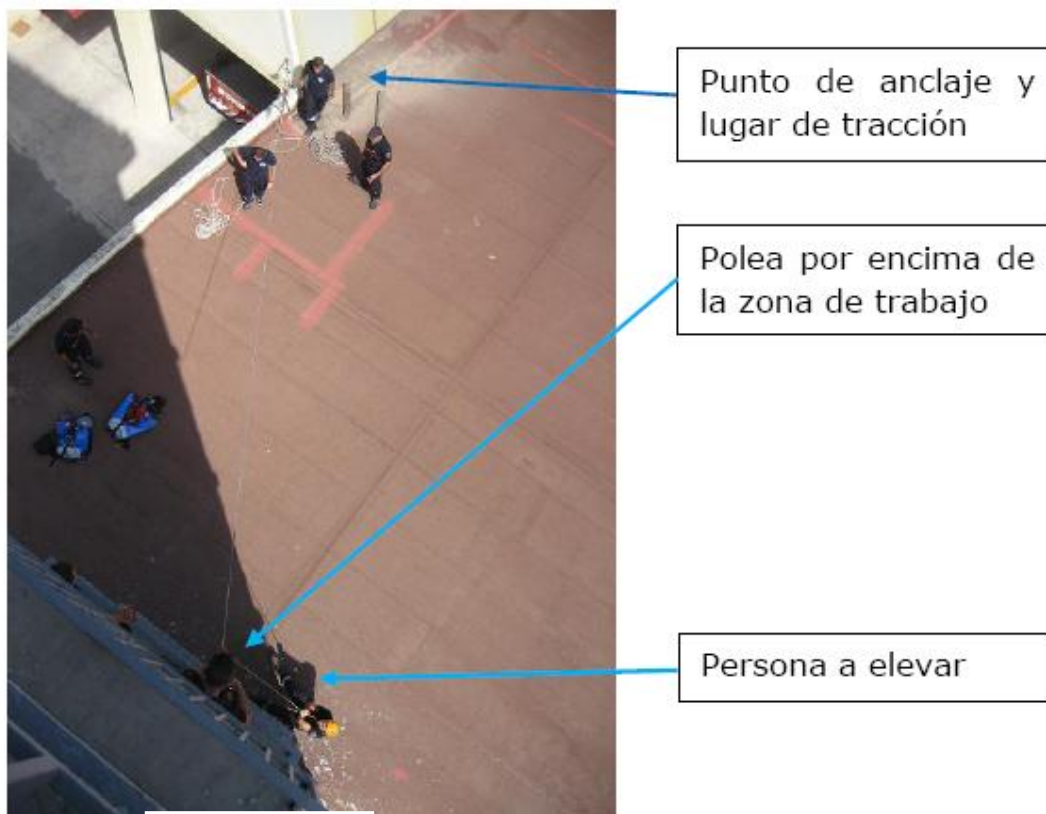 Punto de anclaje y
lugar de tracción
Polea por encima de
la zona de trabajo
Persona a elevar